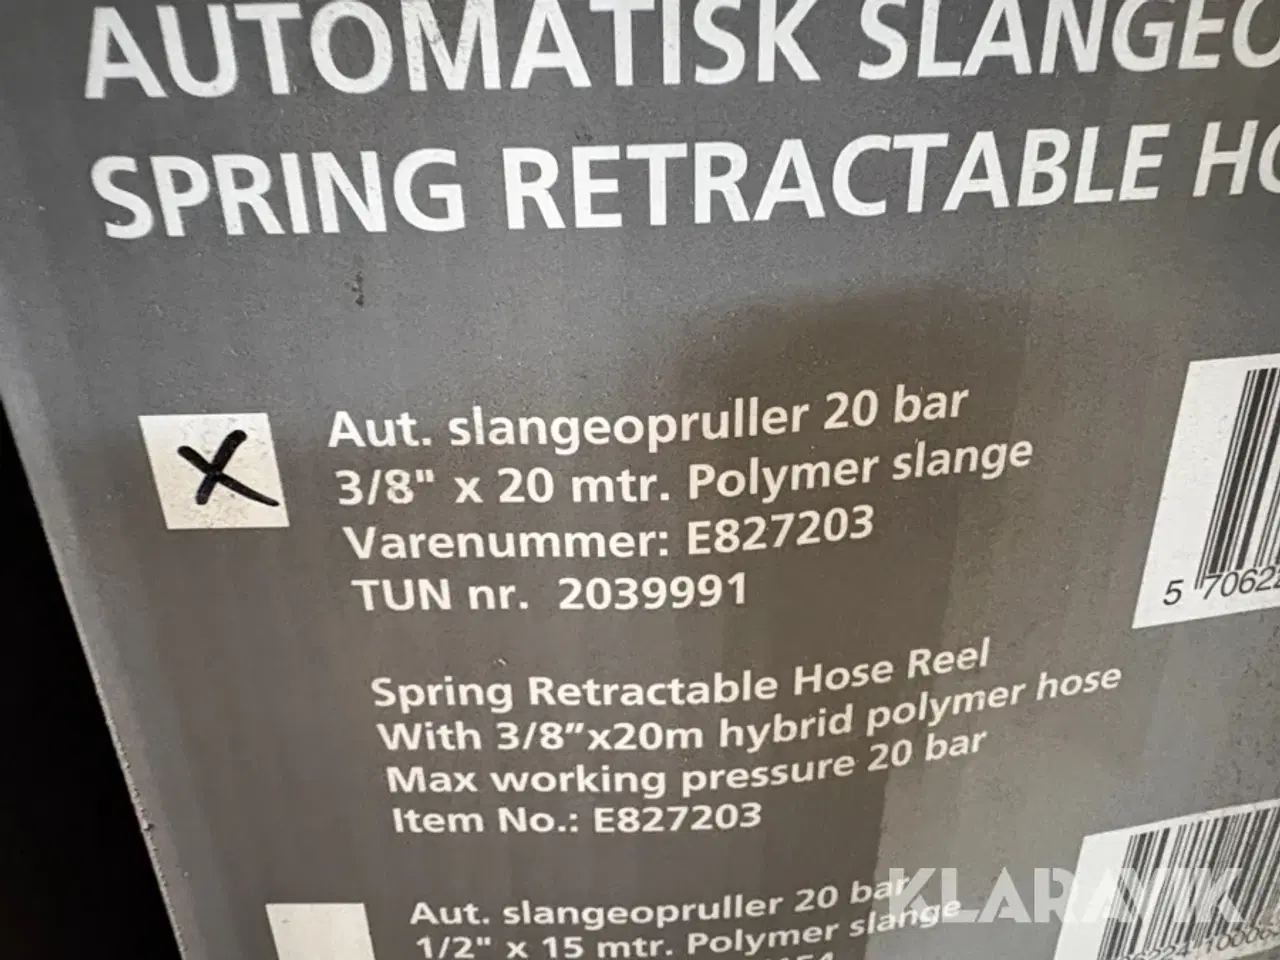 AUTOMATISK
SPRING RETRACTABLE
Aut. slangeopruller 20 bar
3/8" x 20 mtr. Polymer slange
Varenummer: E827203
TUN nr. 2039991
Spring Retractable Hose Reel
With 3/8"x20m hybrid polymer hose
Max working pressure 20 bar
Item No.: E827203
Aut. slangeopruller 20 bar
1/2" x 15 mtr. Polymer slange
KLARAVIK